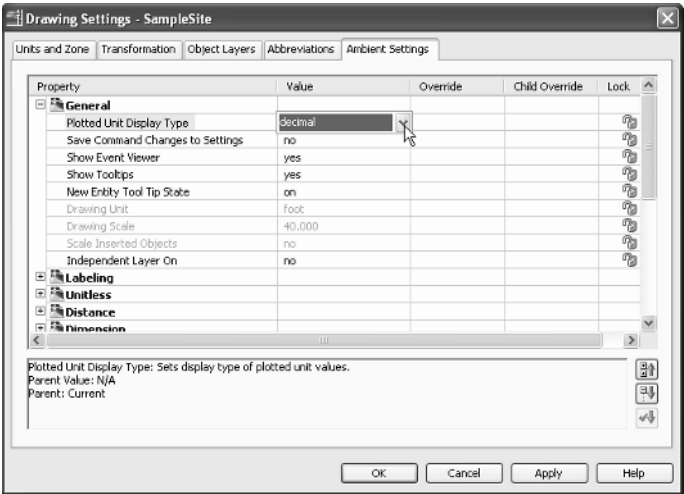 Drawing Settings - SampleSite
Units and Zone Transformation Object Layers Abbreviations Ambient Settings
Property Value Override Child Override Lock
General
Plotted Unit Display Type decimal
Save Command Changes to Settings no
Show Event Viewer yes
Show Tooltips yes
New Entity Tool Tip State on
Drawing Unit foot
Drawing Scale 40.000
Scale Inserted Objects no
Independent Layer On no
Labeling
Unitless
Distance
Dimension
Plotted Unit Display Type: Sets display type of plotted unit values.
Parent Value: N/A
Parent: Current
OK Cancel Apply Help